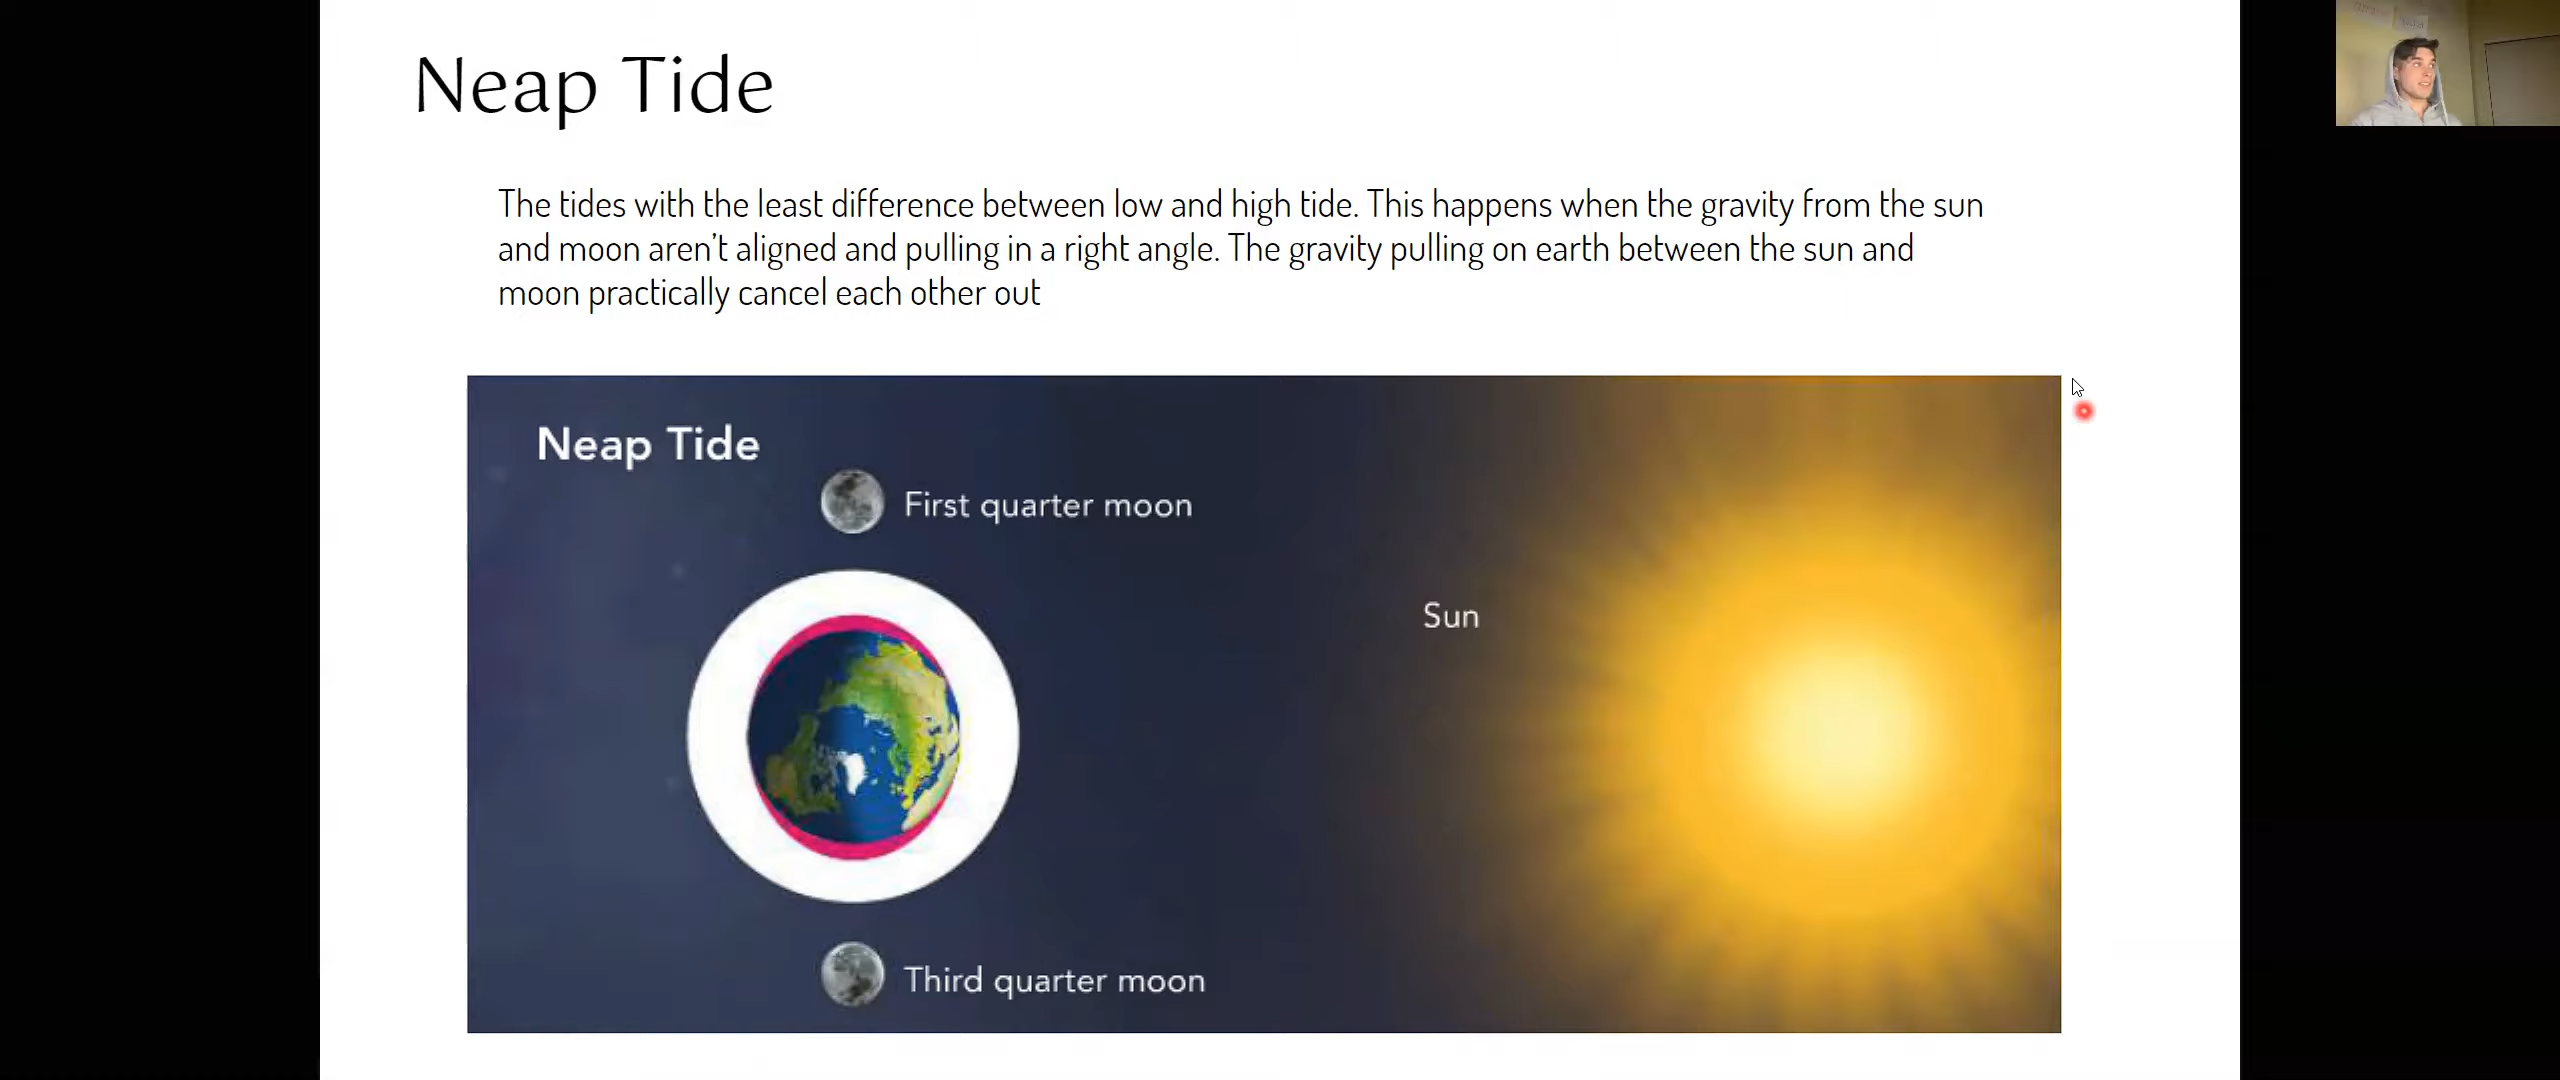 Neap Tide
The tides with the least difference between low and high tide. This happens when the gravity from the sun
and moon aren't aligned and pulling in a right angle. The gravity pulling on earth between the sun and
moon practically cancel each other out
Neap Tide
First quarter moon
Sun
Third quarter moon